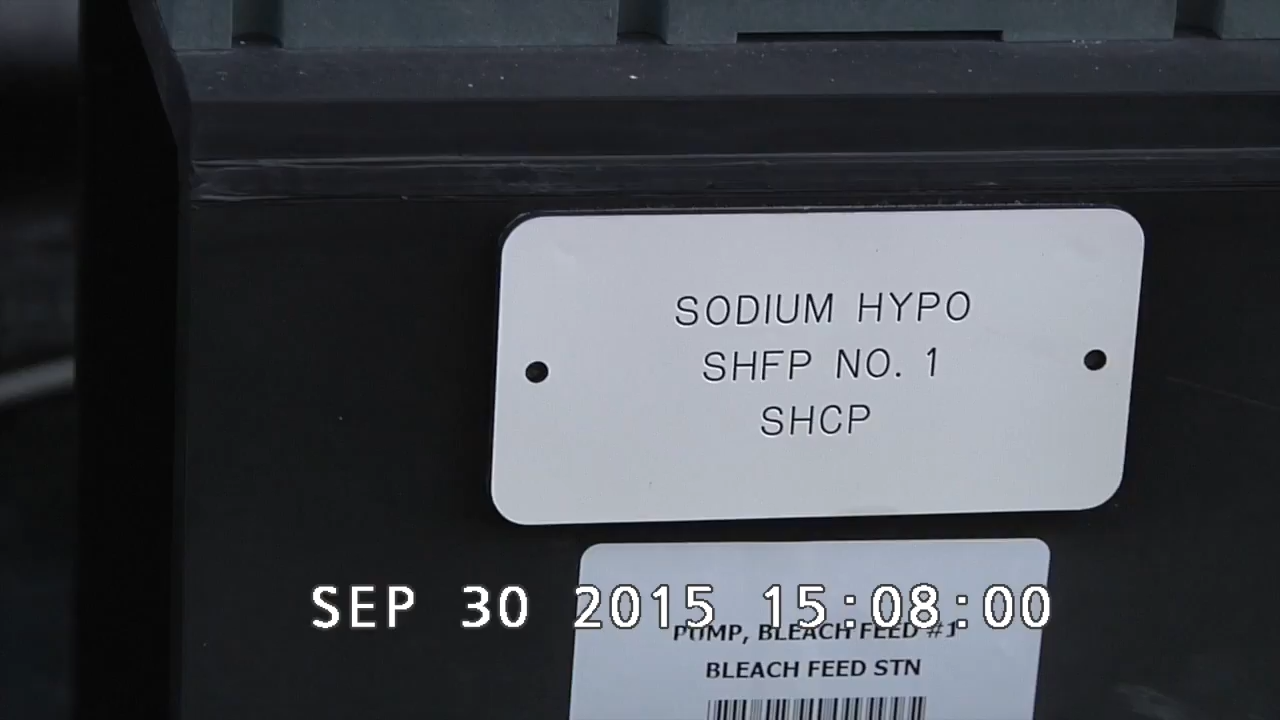 SODIUM HYPO
SHFP NO. 1
SHCP
SEP 30 2015 15:08:00
PUMP, BLEACH FEED #1
BLEACH FEED STN